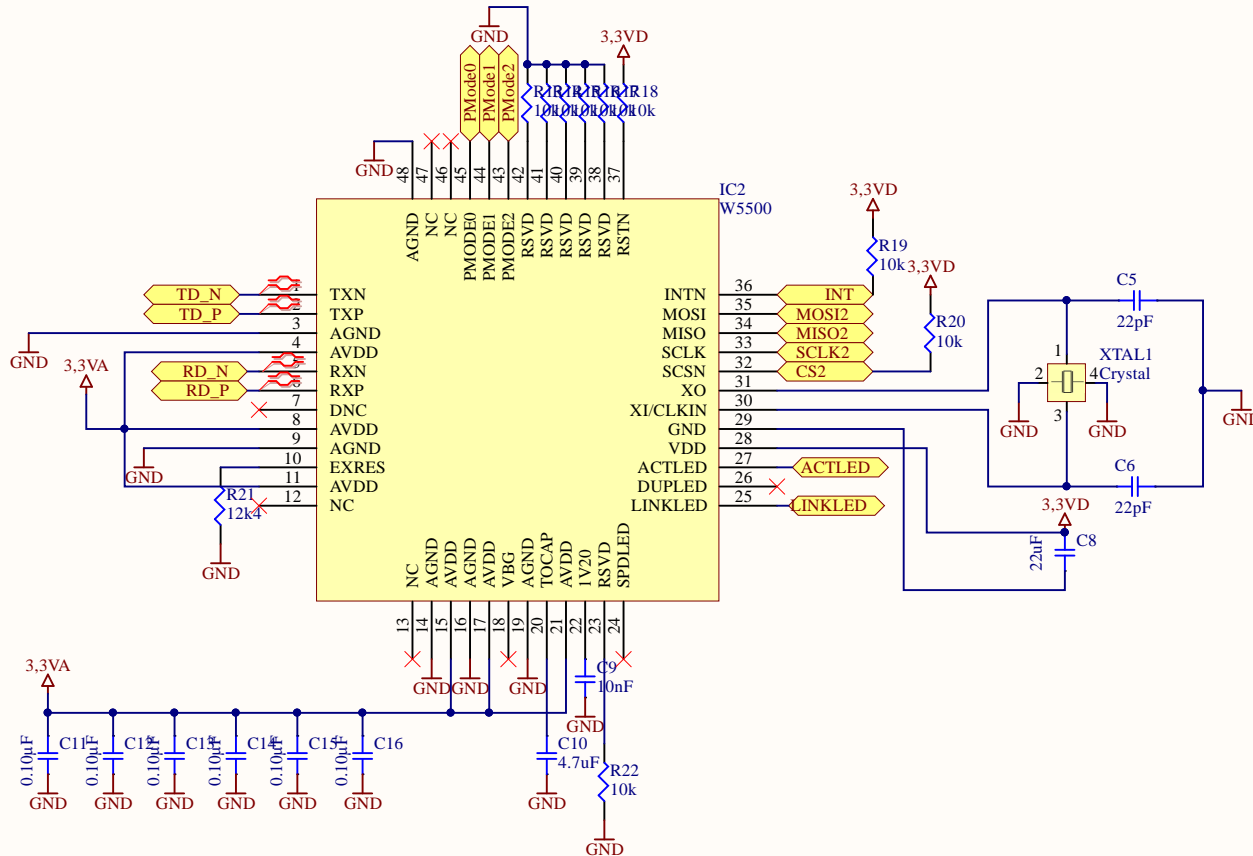 GND
3,3VD
PMode0
PMode1
PMode2
R18
10k
GND
48
47
46
45
44
43
42
41
40
39
38
37
IC2
W5500
AGND
NC
NC
PMODE0
PMODE1
PMODE2
RSVD
RSVD
RSVD
RSVD
RSVD
RSTN
3,3VD
R19
10k
3,3VD
R20
10k
TD_N
1
TXN
INTN
36
INT
TD_P
2
TXP
MOSI
35
MOSI2
3
AGND
MISO
34
MISO2
GND
4
AVDD
SCLK
33
SCLK2
3,3VA
RD_N
5
RXN
SCSN
32
CS2
RD_P
6
RXP
XO
31
7
DNC
XI/CLKIN
30
8
AVDD
GND
29
9
AGND
VDD
28
GND
10
EXRES
ACTLED
27
ACTLED
11
AVDD
DUPLED
26
12
NC
LINKLED
25
LINKLED
R21
12k4
GND
C5
22pF
XTAL1
Crystal
1
2
4
3
GND
GND
GND
C6
22pF
3,3VD
C8
22uF
NC
AGND
AVDD
AGND
AVDD
VBG
AGND
TOCAP
AVDD
1V20
RSVD
SPDLED
13
14
15
16
17
18
19
20
21
22
23
24
GND
GND
GND
C9
10nF
GND
3,3VA
C11
0.10uF
C12
0.10uF
C13
0.10uF
C14
0.10uF
C15
0.10uF
C16
C10
4.7uF
R22
10k
GND
GND
GND
GND
GND
GND
GND
GND